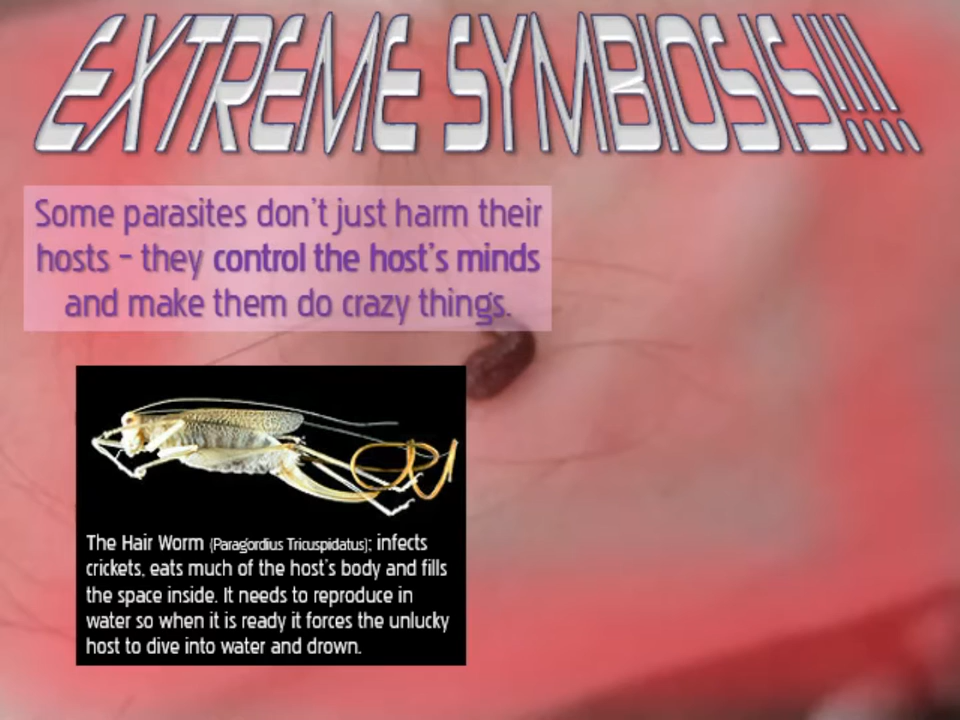 EXTREME SYMBIOSIS!!!!
Some parasites don't just harm their
hosts - they control the host's minds
and make them do crazy things.
The Hair Worm (Paragordius Tricuspidatus): infects
crickets, eats much of the host's body and fills
the space inside. It needs to reproduce in
water so when it is ready it forces the unlucky
host to dive into water and drown.